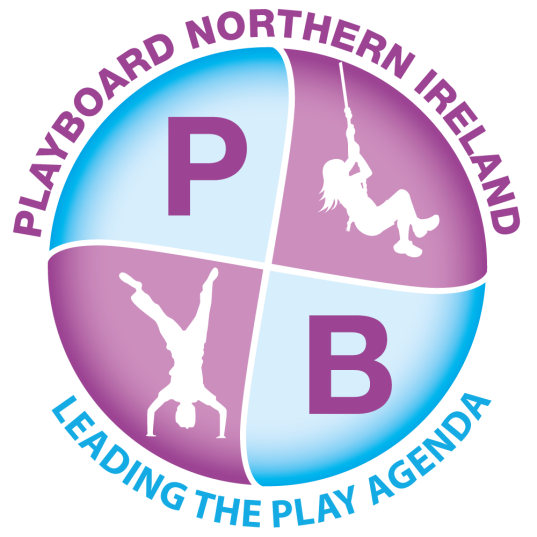 PLAYBOARD NORTHERN IRELAND
P
B
LEADING THE PLAY AGENDA